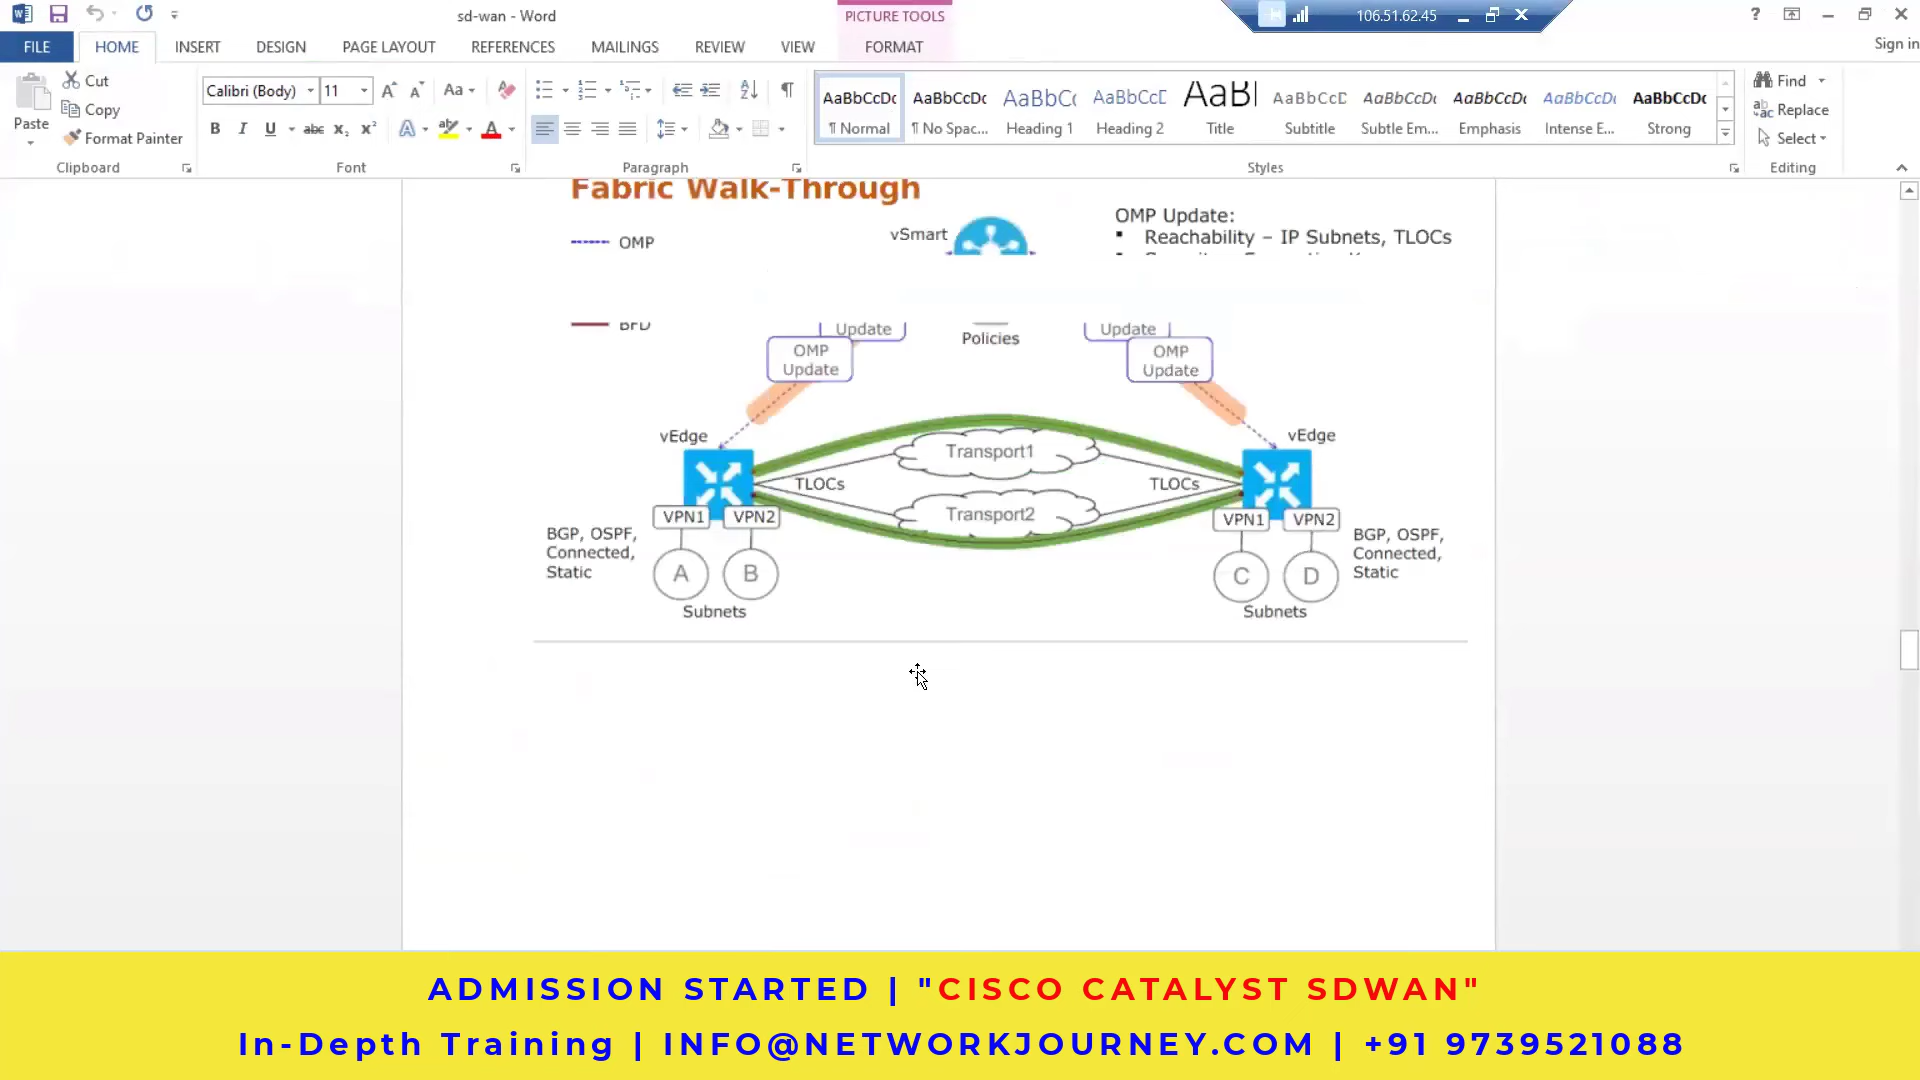 sd-wan - Word
PICTURE TOOLS
106.51.62.45
FILE HOME INSERT DESIGN PAGE LAYOUT REFERENCES MAILINGS REVIEW VIEW FORMAT
Sign in
Paste
Cut
Copy
Format Painter
Clipboard
Calibri (Body) 11
Font
Paragraph
AaBbCcDc AaBbCcDc AaBbC AaBbCcD AaB AaBbCcD AaBbCcDc AaBbCcDc AaBbCcDc AaBbCcDc
¶ Normal ¶ No Spac... Heading 1 Heading 2 Title Subtitle Subtle Em... Emphasis Intense E... Strong
Styles
Find
Replace
Select
Editing
Fabric Walk-Through
OMP
vSmart
OMP Update:
▪ Reachability – IP Subnets, TLOCs
BFD
Update
OMP
Update
Policies
Update
OMP
Update
vEdge
vEdge
Transport1
TLOCs
TLOCs
Transport2
VPN1 VPN2
VPN1 VPN2
BGP, OSPF,
Connected,
Static
A B
Subnets
C D
Subnets
BGP, OSPF,
Connected,
Static
ADMISSION STARTED | "CISCO CATALYST SDWAN"
In-Depth Training | INFO@NETWORKJOURNEY.COM | +91 9739521088